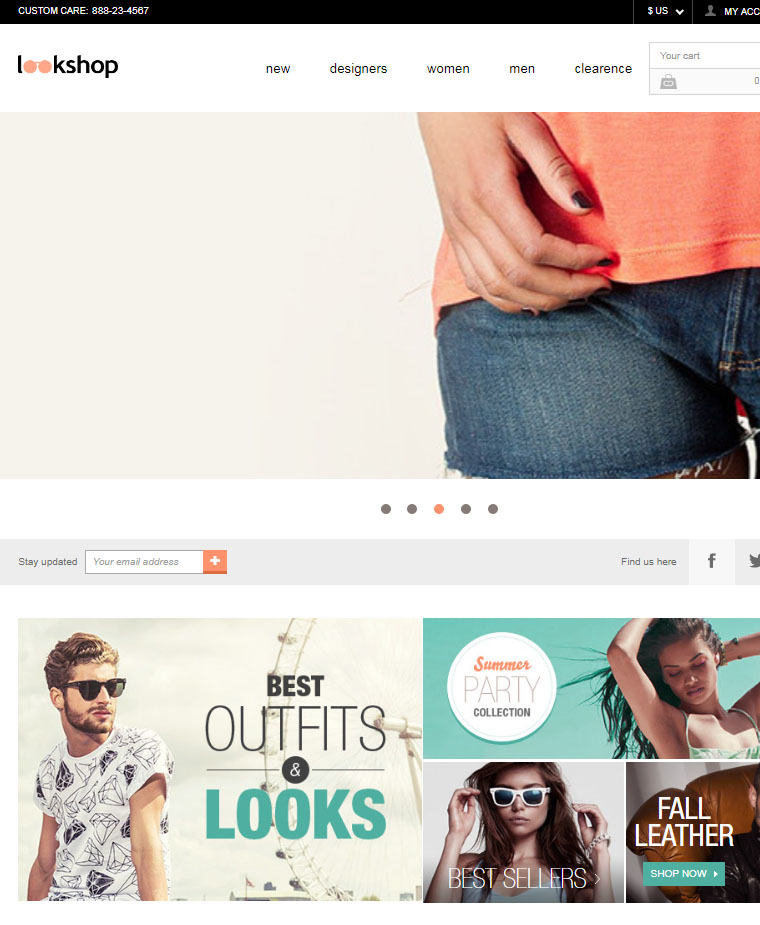 CUSTOM CARE: 888-23-4567
$ US
MY ACC
lookshop
new
designers
women
men
clearence
Your cart
0
Stay updated
Your email address
Find us here
BEST
OUTFITS
&
LOOKS
Summer
PARTY
COLLECTION
BEST SELLERS
FALL
LEATHER
SHOP NOW